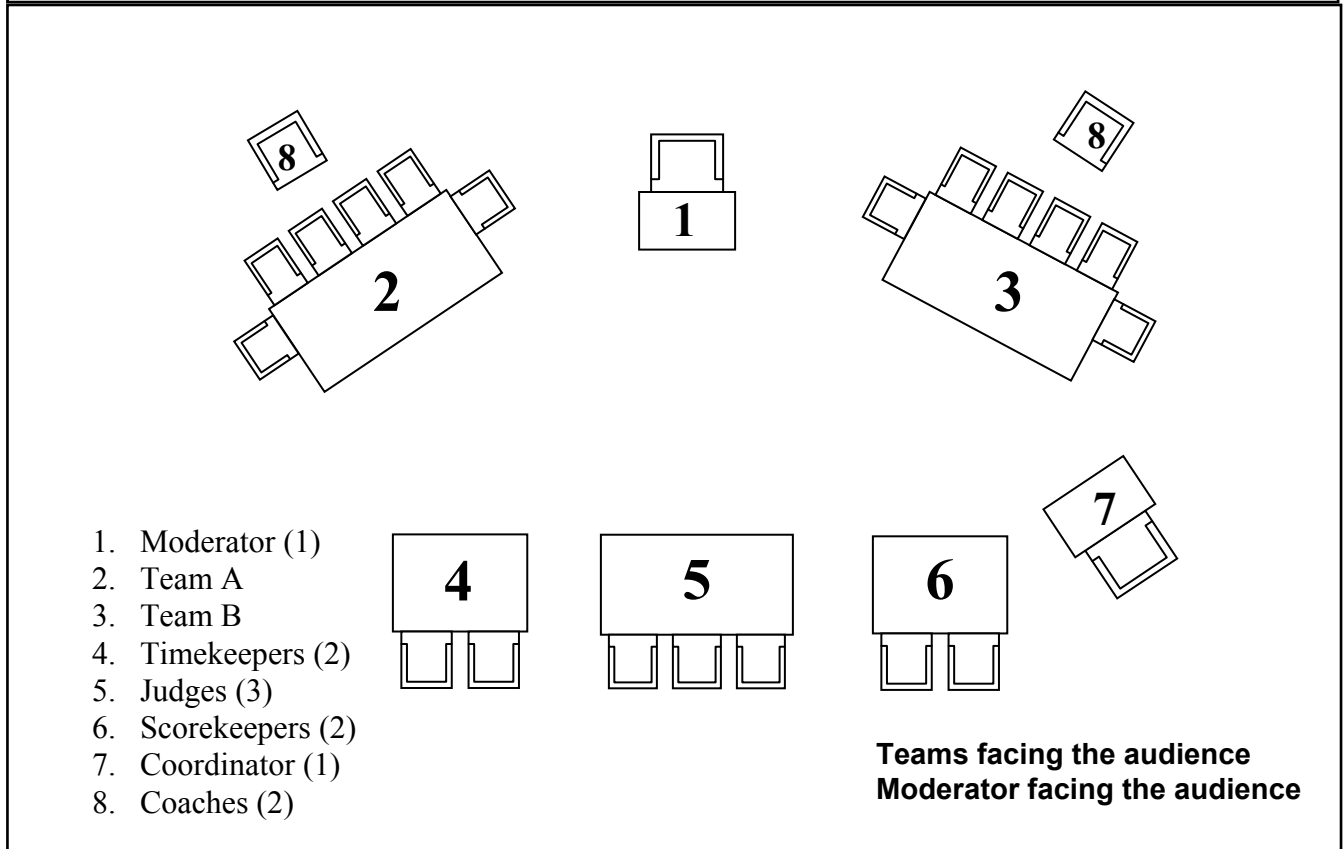 8
8
1
2
3
7
4
5
6
1. Moderator (1)
2. Team A
3. Team B
4. Timekeepers (2)
5. Judges (3)
6. Scorekeepers (2)
7. Coordinator (1)
8. Coaches (2)
Teams facing the audience
Moderator facing the audience